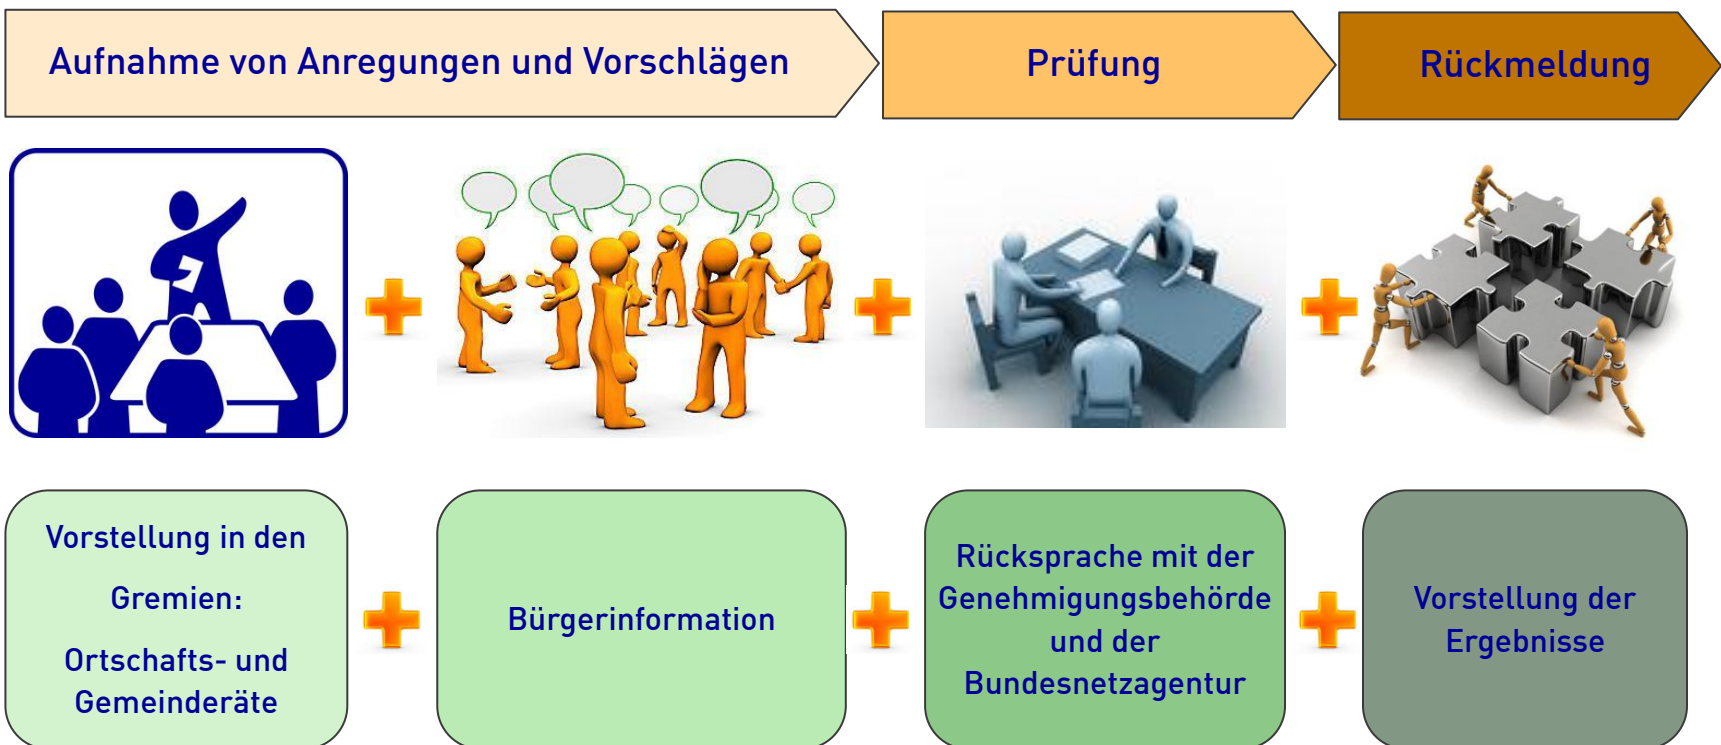 Aufnahme von Anregungen und Vorschlägen
Prüfung
Rückmeldung
Vorstellung in den
Gremien:
Ortschafts- und
Gemeinderäte
Bürgerinformation
Rücksprache mit der
Genehmigungsbehörde
und der
Bundesnetzagentur
Vorstellung der
Ergebnisse